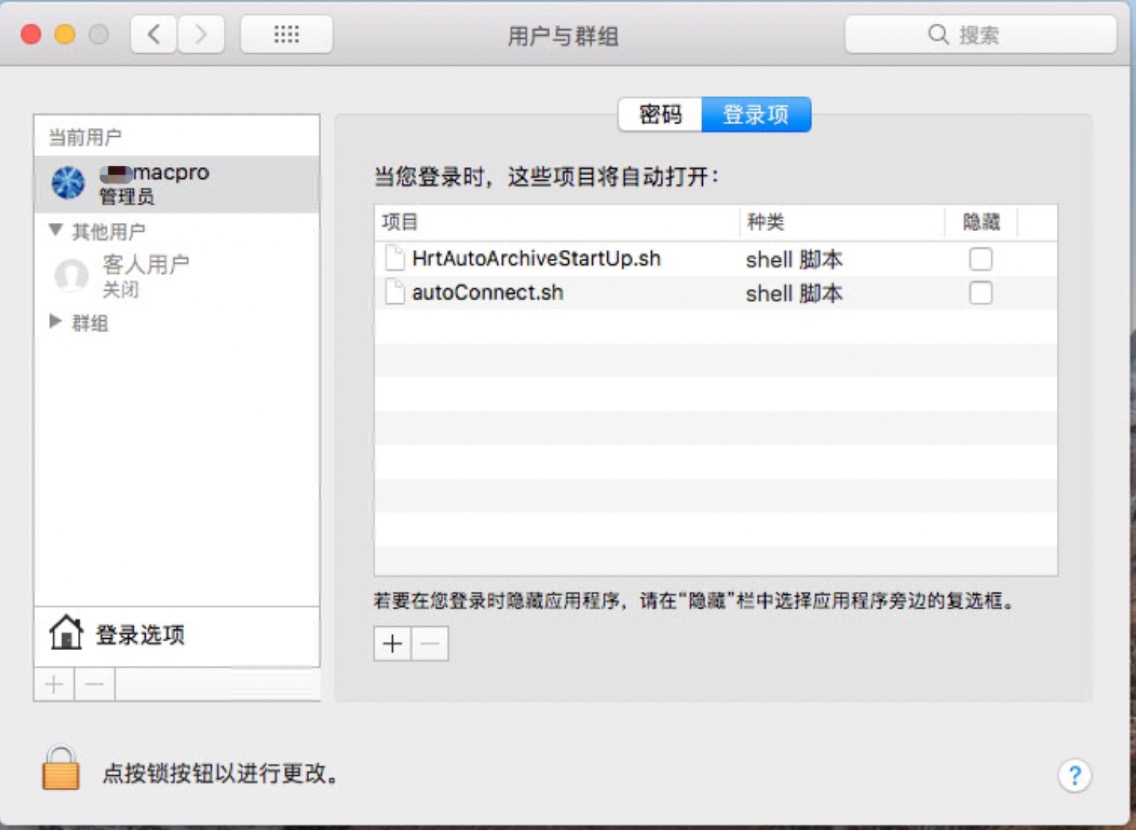 用户与群组
搜索
密码
登录项
当前用户
macpro
管理员
其他用户
客人用户
关闭
群组
登录选项
当您登录时，这些项目将自动打开：
项目 种类 隐藏
HrtAutoArchiveStartUp.sh shell 脚本
autoConnect.sh shell 脚本
若要在您登录时隐藏应用程序，请在“隐藏”栏中选择应用程序旁边的复选框。
点按锁按钮以进行更改。
?